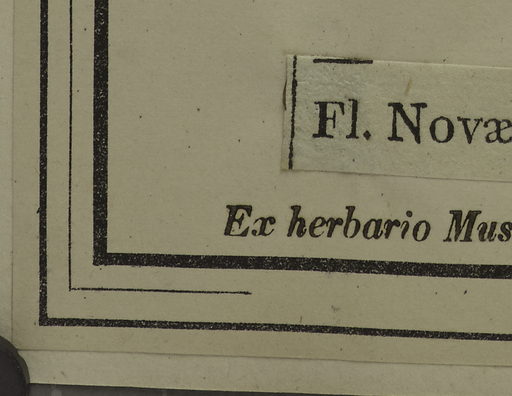 Fl. Novæ
Ex herbario Mus